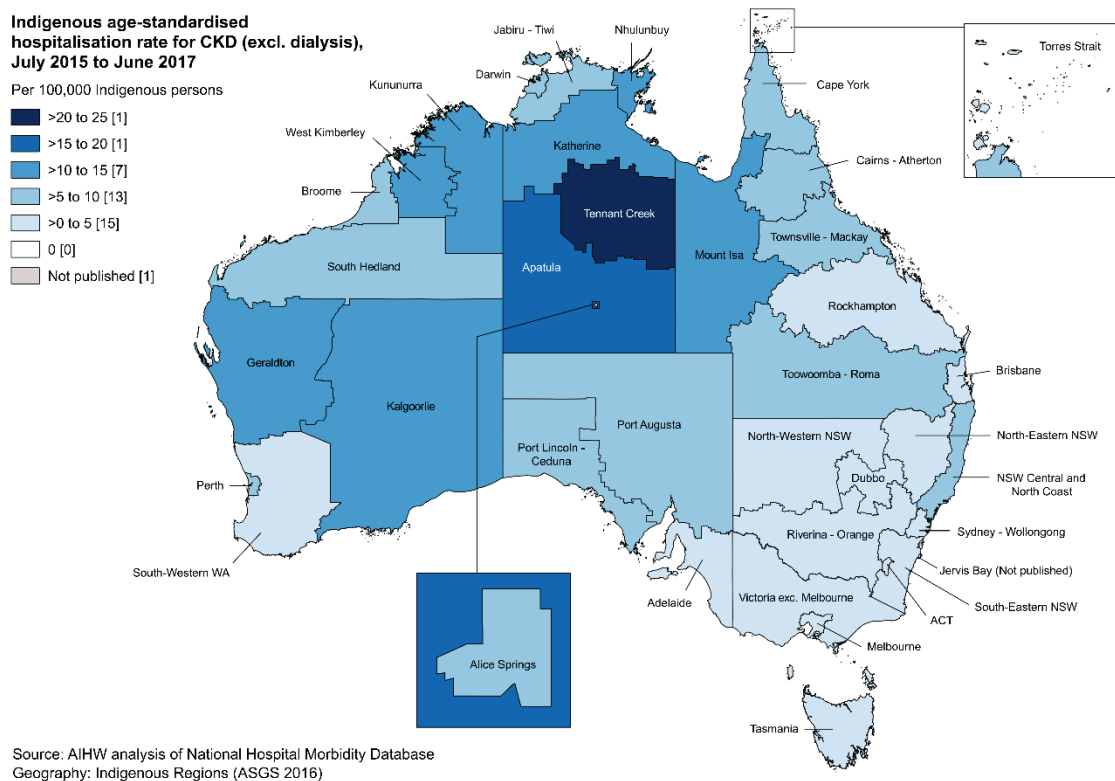 Indigenous age-standardised
hospitalisation rate for CKD (excl. dialysis),
July 2015 to June 2017
Per 100,000 Indigenous persons
>20 to 25 [1]
>15 to 20 [1]
>10 to 15 [7]
>5 to 10 [13]
>0 to 5 [15]
0 [0]
Not published [1]
Jabiru - Tiwi
Nhulunbuy
Darwin
Kununurra
West Kimberley
Broome
Katherine
Tennant Creek
Apatula
South Hedland
Geraldton
Kalgoorlie
Perth
South-Western WA
Torres Strait
Cape York
Cairns - Atherton
Townsville - Mackay
Mount Isa
Rockhampton
Toowoomba - Roma
Brisbane
Port Augusta
Port Lincoln -
Ceduna
North-Western NSW
North-Eastern NSW
Dubbo
NSW Central and
North Coast
Riverina - Orange
Sydney - Wollongong
Jervis Bay (Not published)
South-Eastern NSW
ACT
Adelaide
Victoria exc. Melbourne
Melbourne
Alice Springs
Tasmania
Source: AIHW analysis of National Hospital Morbidity Database
Geography: Indigenous Regions (ASGS 2016)